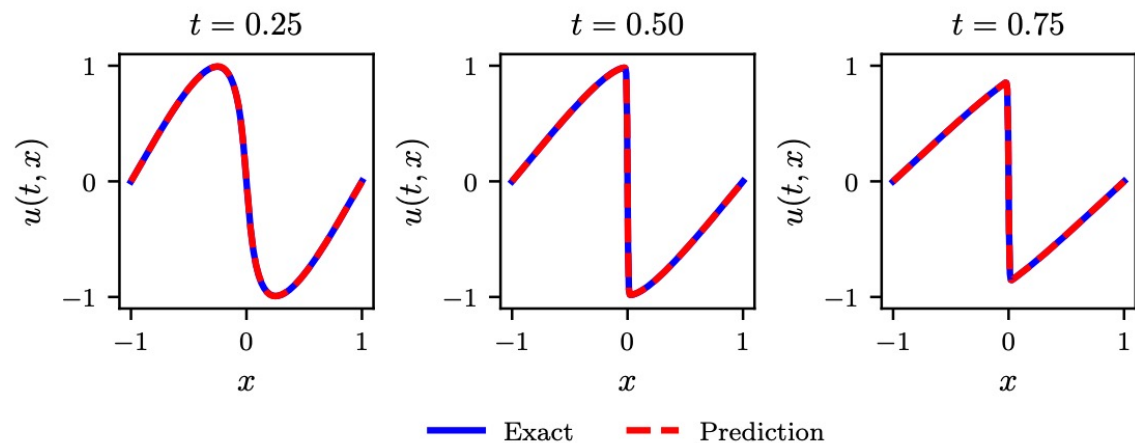 t = 0.25 t = 0.50 t = 0.75
1 1 1
u(t, x) u(t, x) u(t, x)
0 0 0
−1 −1 −1
−1 0 1 −1 0 1 −1 0 1
x x x
Exact Prediction